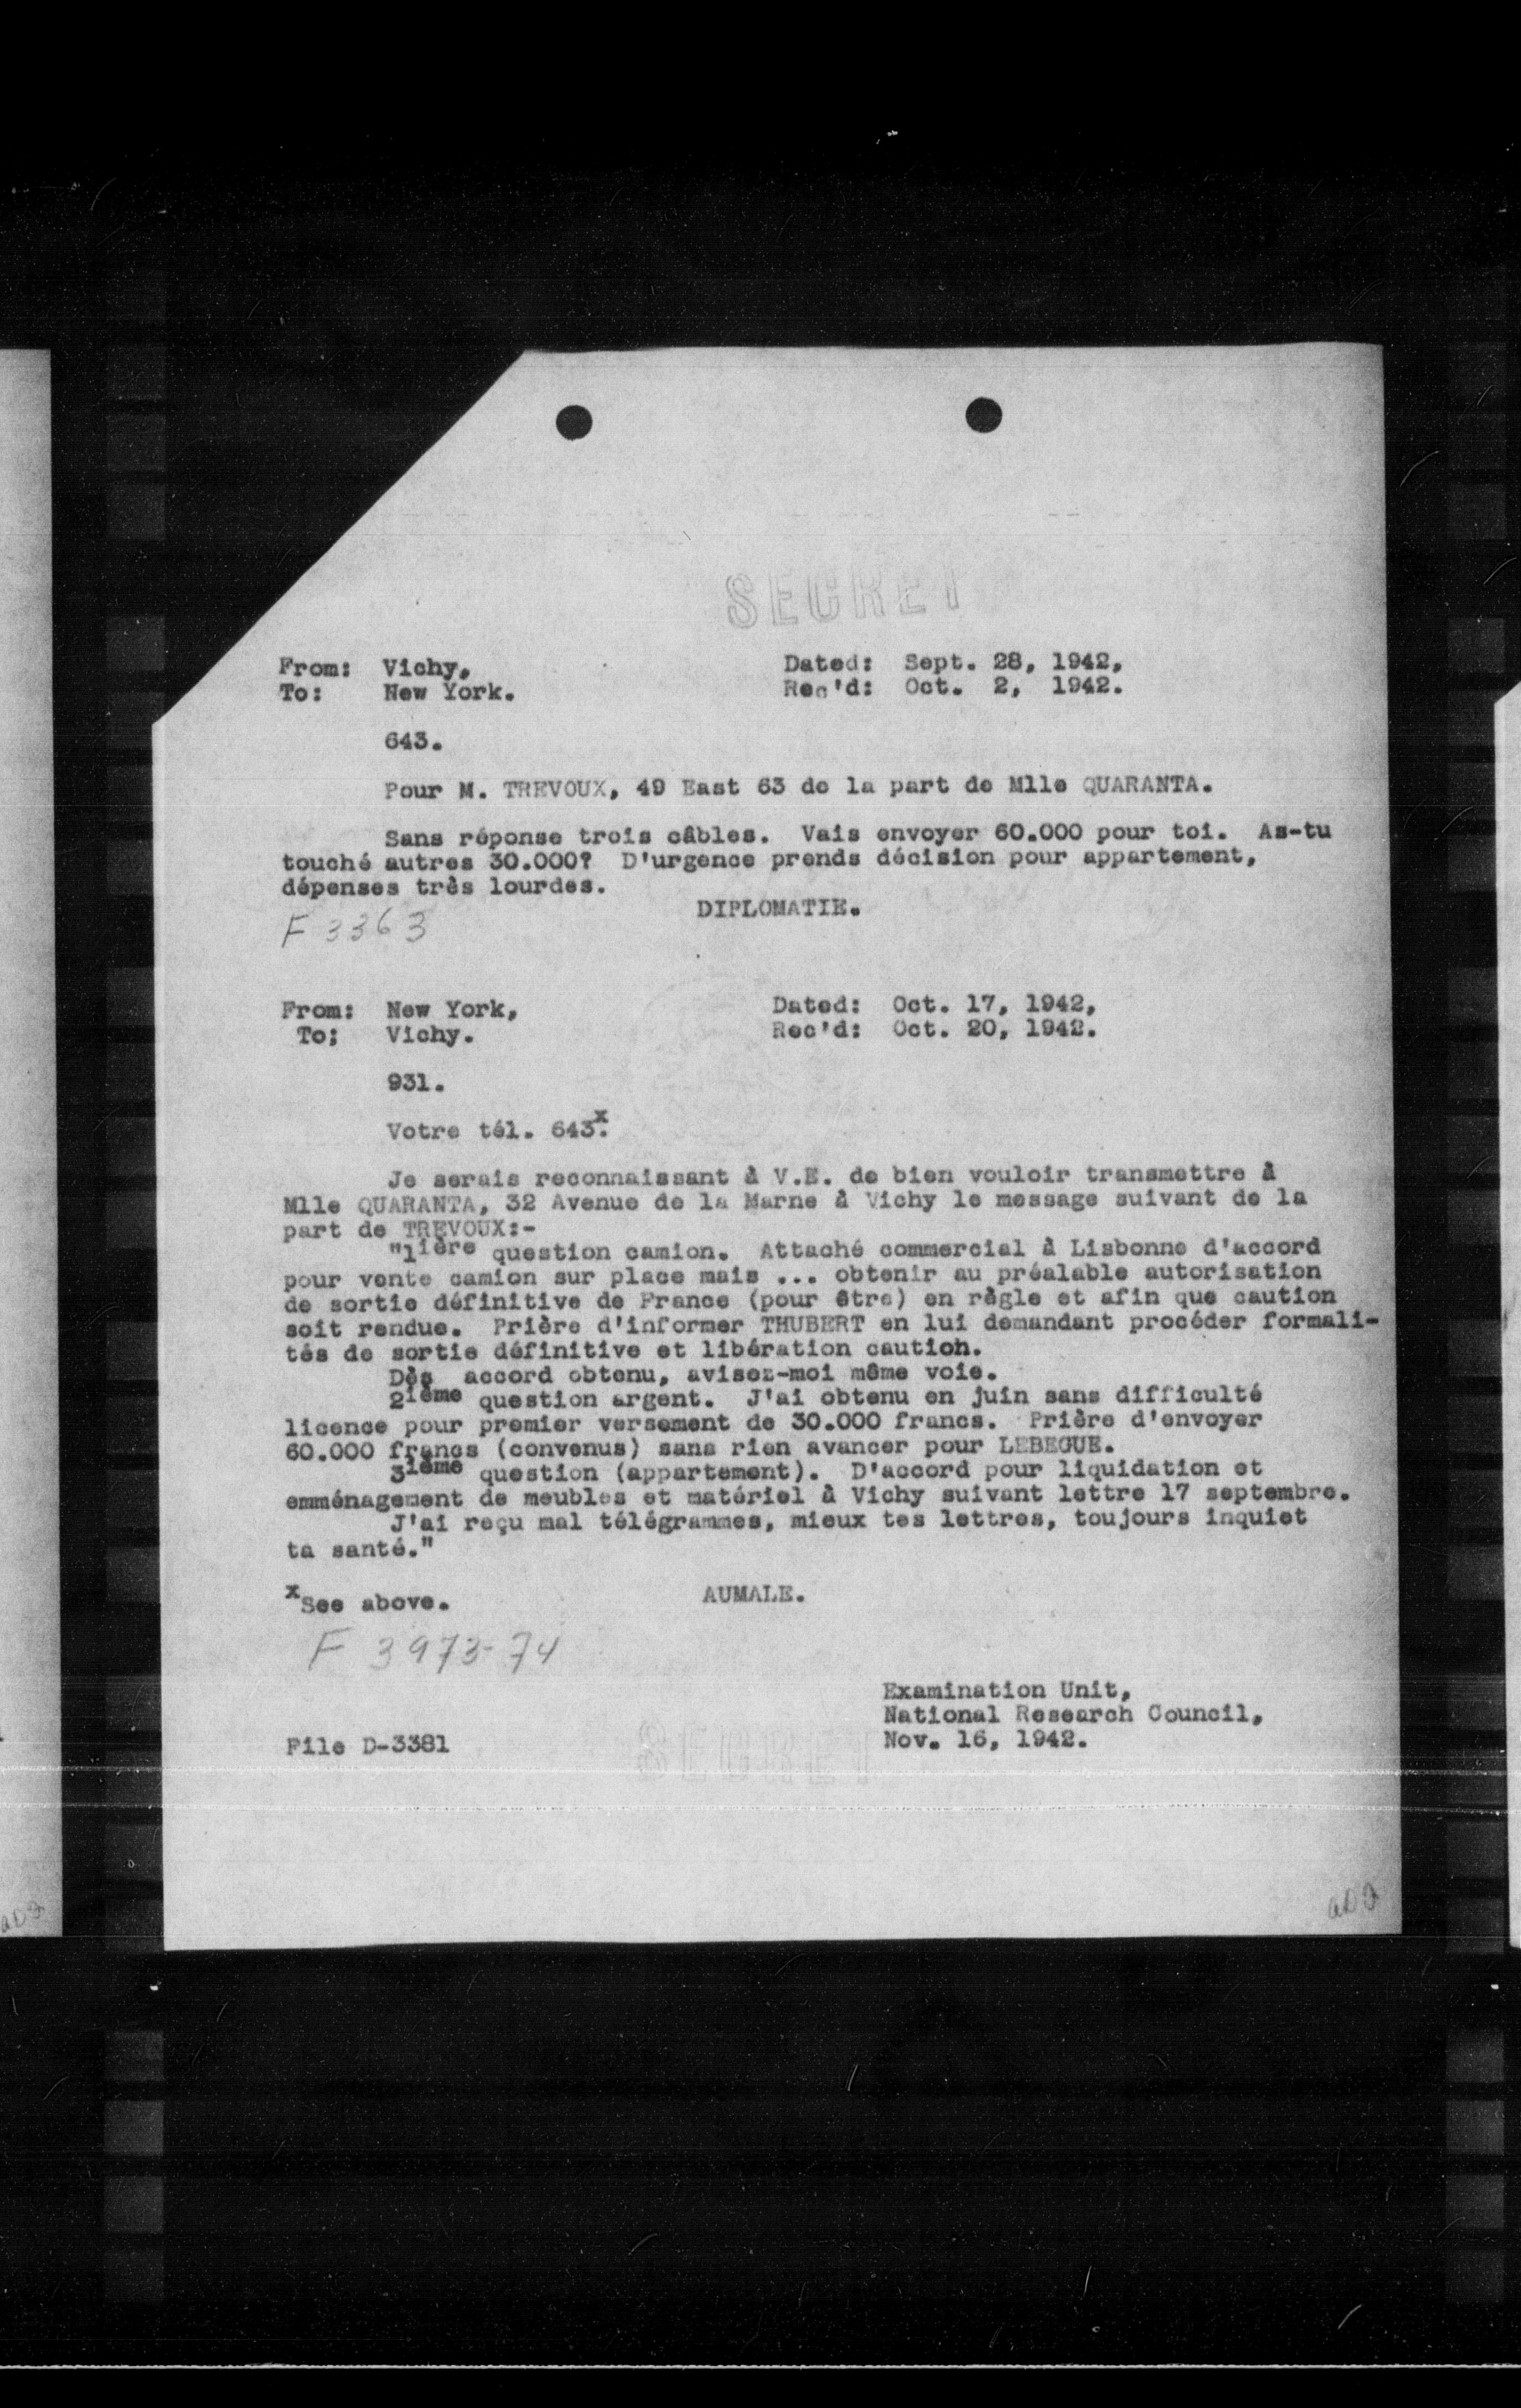 SECRET
From: Vichy,
To: New York.
Dated: Sept. 28, 1942,
Rec'd: Oct. 2, 1942.
643.
Pour M. TREVOUX, 49 East 63 de la part de Mlle QUARANTA.
Sans réponse trois câbles. Vais envoyer 60.000 pour toi. As-tu
touché autres 30.000? D'urgence prends décision pour appartement,
dépenses très lourdes.
DIPLOMATIE.
F 3363
From: New York,
To; Vichy.
Dated: Oct. 17, 1942,
Rec'd: Oct. 20, 1942.
931.
Votre tél. 643x.
Je serais reconnaissant à V.E. de bien vouloir transmettre à
Mlle QUARANTA, 32 Avenue de la Marne à Vichy le message suivant de la
part de TREVOUX:-
"1ière question camion. Attaché commercial à Lisbonne d'accord
pour vente camion sur place mais ... obtenir au préalable autorisation
de sortie définitive de France (pour être) en règle et afin que caution
soit rendue. Prière d'informer THUBERT en lui demandant procéder formali-
tés de sortie définitive et libération caution.
Dès accord obtenu, avisez-moi même voie.
2ième question argent. J'ai obtenu en juin sans difficulté
licence pour premier versement de 30.000 francs. Prière d'envoyer
60.000 francs (convenus) sans rien avancer pour LEBEGUE.
3ième question (appartement). D'accord pour liquidation et
emménagement de meubles et matériel à Vichy suivant lettre 17 septembre.
J'ai reçu mal télégrammes, mieux tes lettres, toujours inquiet
ta santé."
xSee above.
AUMALE.
F 3973-74
Examination Unit,
National Research Council,
Nov. 16, 1942.
File D-3381
SECRET